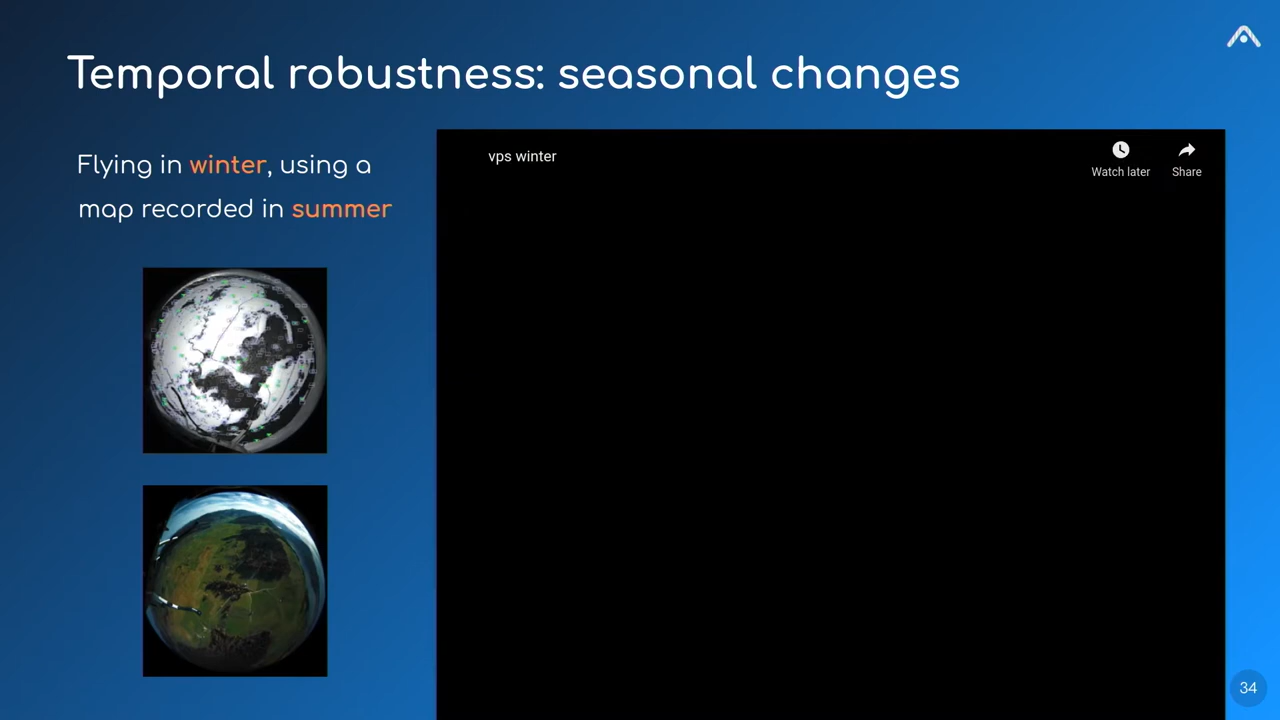 Temporal robustness: seasonal changes
Flying in winter, using a
map recorded in summer
vps winter
Watch later
Share
34